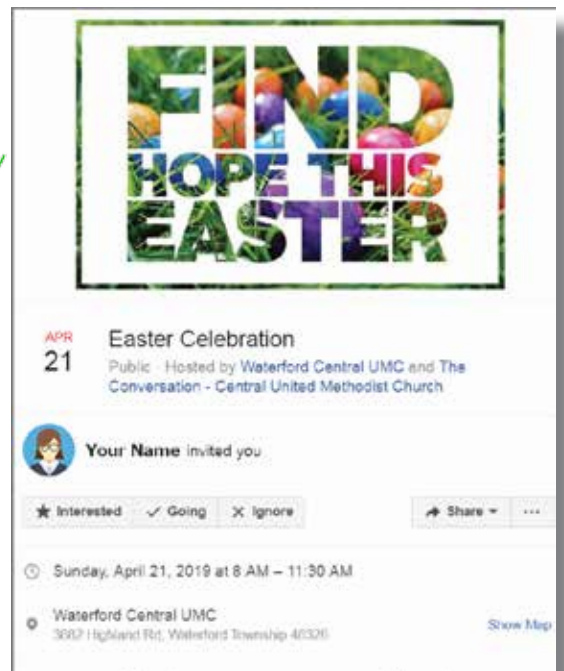 FIND
HOPE THIS
EASTER
APR
21
Easter Celebration
Public · Hosted by Waterford Central UMC and The
Conversation - Central United Methodist Church
Your Name invited you
Interested
Going
Ignore
Share
Sunday, April 21, 2019 at 8 AM – 11:30 AM
Waterford Central UMC
Highland Rd, Waterford Township
Show Map